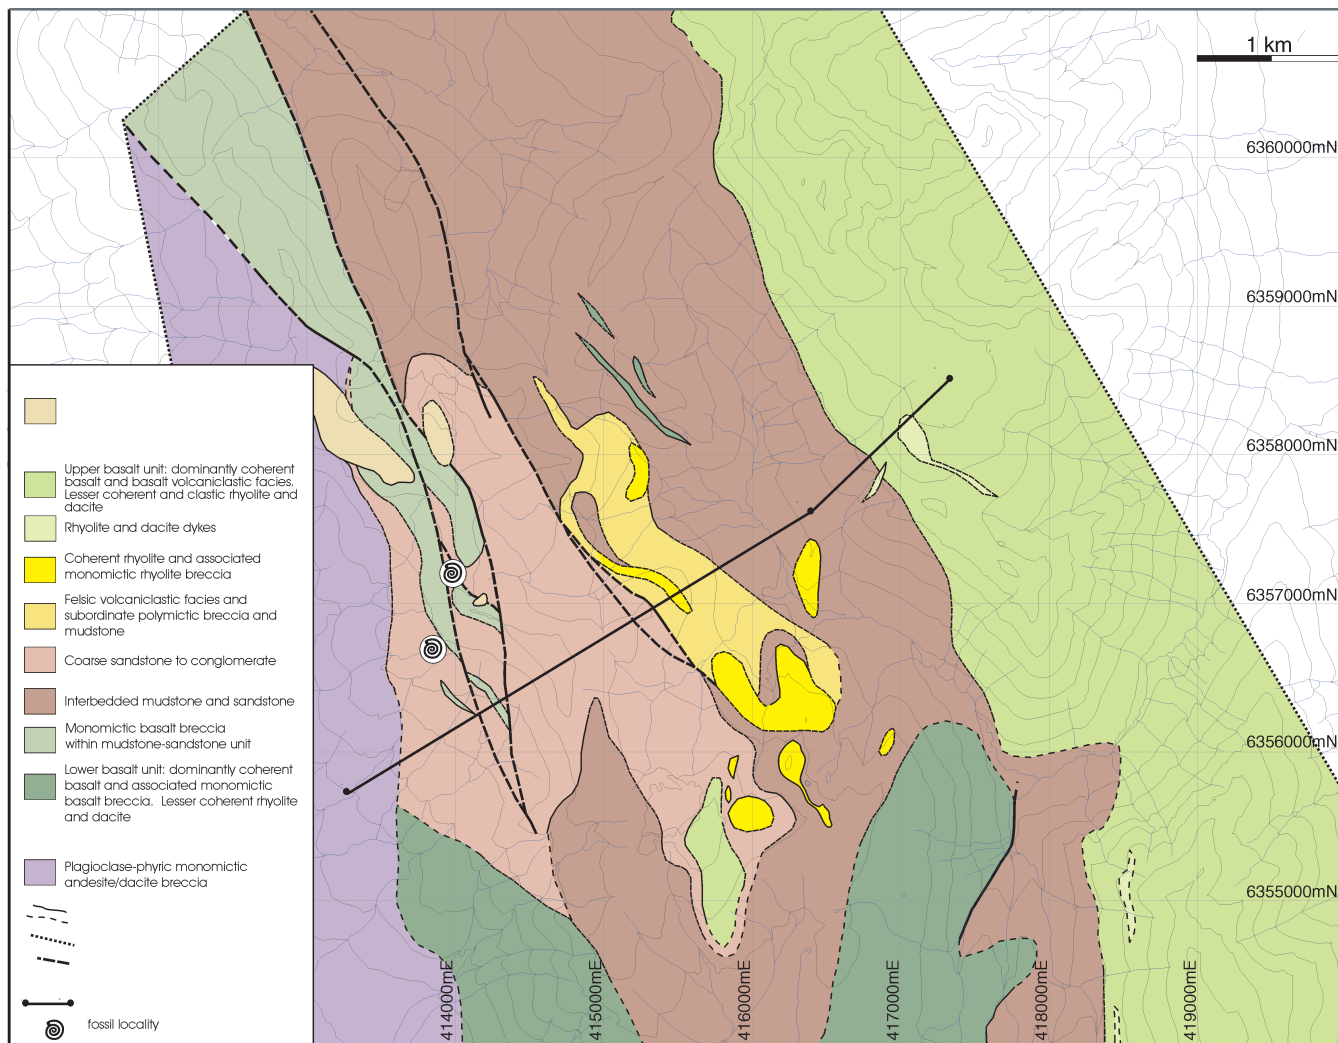 1 km
6360000mN
6359000mN
6358000mN
6357000mN
6356000mN
6355000mN
Upper basalt unit: dominantly coherent
basalt and basalt volcaniclastic facies.
Lesser coherent and clastic rhyolite and
dacite
Rhyolite and dacite dykes
Coherent rhyolite and associated
monomictic rhyolite breccia
Felsic volcaniclastic facies and
subordinate polymictic breccia and
mudstone
Coarse sandstone to conglomerate
Interbedded mudstone and sandstone
Monomictic basalt breccia
within mudstone-sandstone unit
Lower basalt unit: dominantly coherent
basalt and associated monomictic
basalt breccia. Lesser coherent rhyolite
and dacite
Plagioclase-phyric monomictic
andesite/dacite breccia
fossil locality
414000mE
415000mE
416000mE
417000mE
418000mE
419000mE